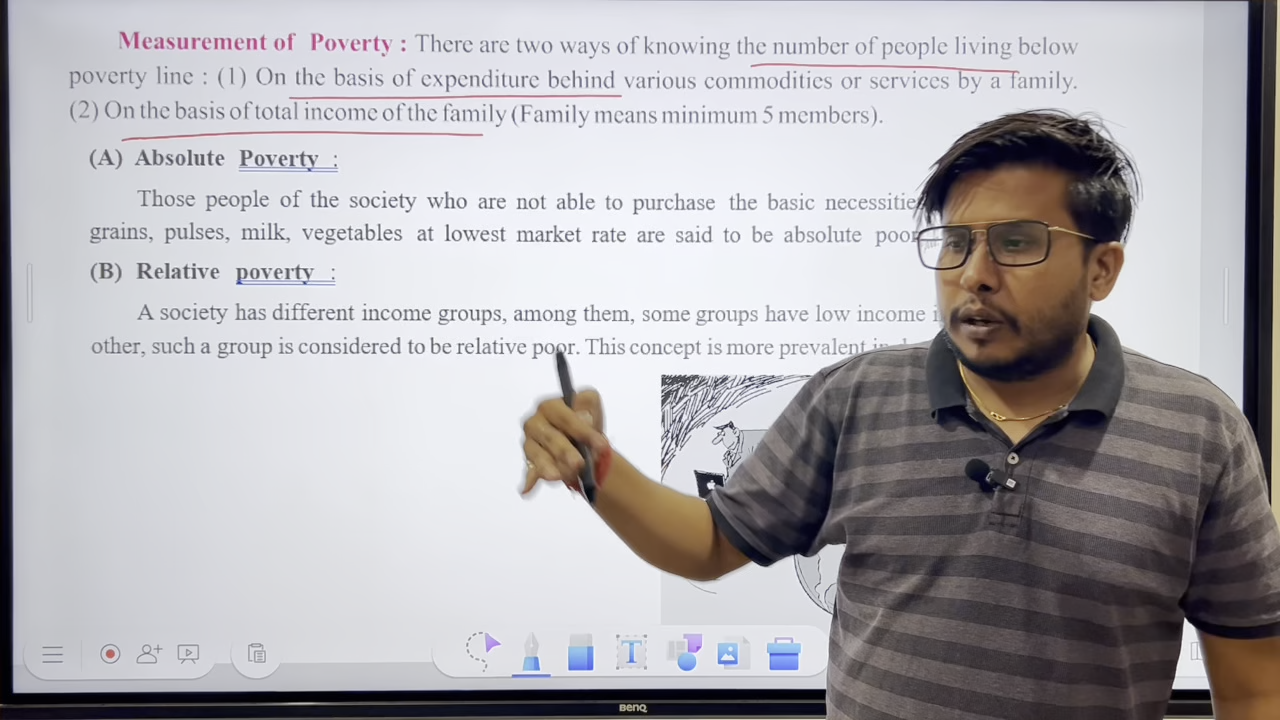 Measurement of Poverty : There are two ways of knowing the number of people living below
poverty line : (1) On the basis of expenditure behind various commodities or services by a family.
(2) On the basis of total income of the family (Family means minimum 5 members).
(A) Absolute Poverty :
Those people of the society who are not able to purchase the basic
grains, pulses, milk, vegetables at lowest market rate are said to be absolute poor
(B) Relative poverty :
A society has different income groups, among them, some groups have low income
other, such a group is considered to be relative poor. This concept is more prevalent in
T
BenQ